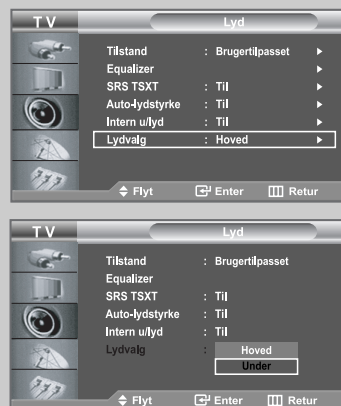 TV Lyd
Tilstand : Brugertilpasset
Equalizer
SRS TSXT : Til
Auto-lydstyrke : Til
Intern u/lyd : Til
Lydvalg : Hoved
Flyt Enter Retur
TV Lyd
Tilstand : Brugertilpasset
Equalizer
SRS TSXT : Til
Auto-lydstyrke : Til
Intern u/lyd : Til
Lydvalg : Hoved
Under
Flyt Enter Retur